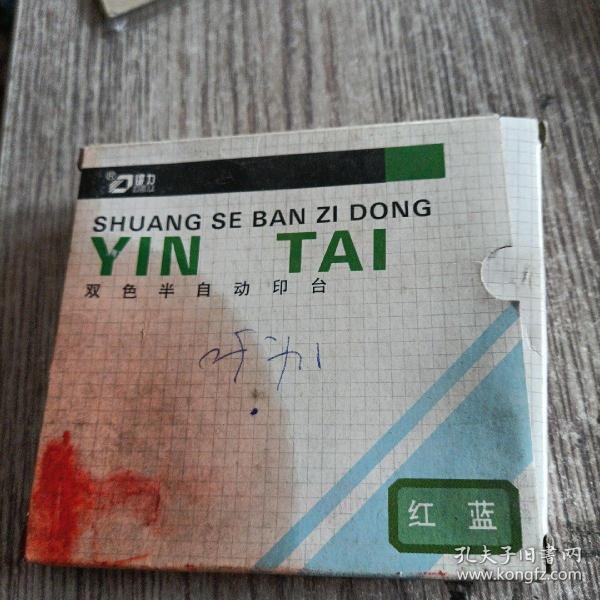 SHUANG SE BAN ZI DONG
YIN TAI
双色半自动印台
红 蓝
孔夫子旧書网
www.kongfz.com